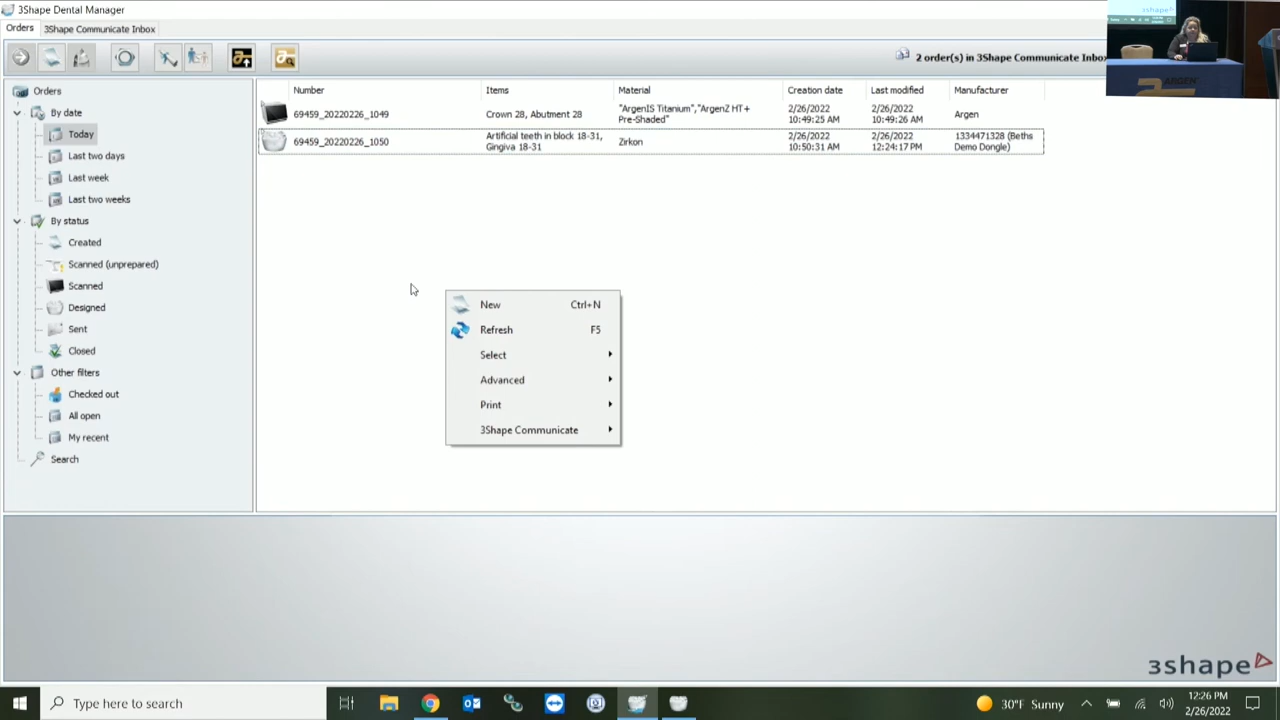 3Shape Dental Manager
Orders 3Shape Communicate Inbox
2 order(s) in 3Shape Communicate Inbox
3shape
ARGEN
Orders
By date
Today
Last two days
Last week
Last two weeks
By status
Created
Scanned (unprepared)
Scanned
Designed
Sent
Closed
Other filters
Checked out
All open
My recent
Search
Number Items Material Creation date Last modified Manufacturer
69459_20220226_1049 Crown 28, Abutment 28 "ArgenIS Titanium","ArgenZ HT+ Pre-Shaded" 2/26/2022 10:49:25 AM 2/26/2022 10:49:26 AM Argen
69459_20220226_1050 Artificial teeth in block 18-31, Gingiva 18-31 Zirkon 2/26/2022 10:50:31 AM 2/26/2022 12:24:17 PM 1334471328 (Beths Demo Dongle)
New Ctrl+N
Refresh F5
Select
Advanced
Print
3Shape Communicate
3shape
Type here to search
30°F Sunny
12:26 PM
2/26/2022